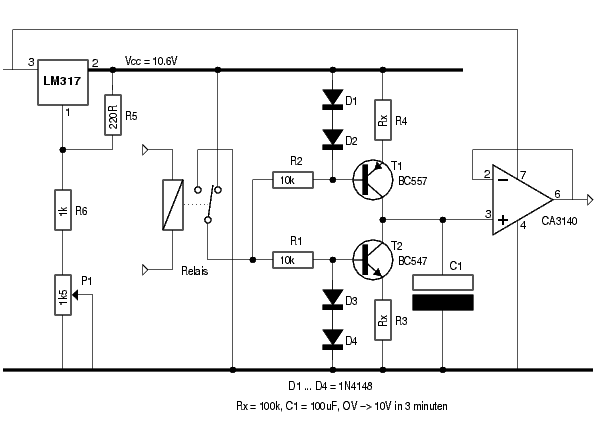 3
LM317
2
Vcc = 10.6V
1
220R
R5
D1
D2
Rx
R4
T1
BC557
R2
10k
1k
R6
Relais
R1
10k
T2
BC547
2
7
6
3
4
CA3140
P1
1k5
D3
D4
Rx
R3
C1
D1 ... D4 = 1N4148
Rx = 100k, C1 = 100uF, OV -> 10V in 3 minuten